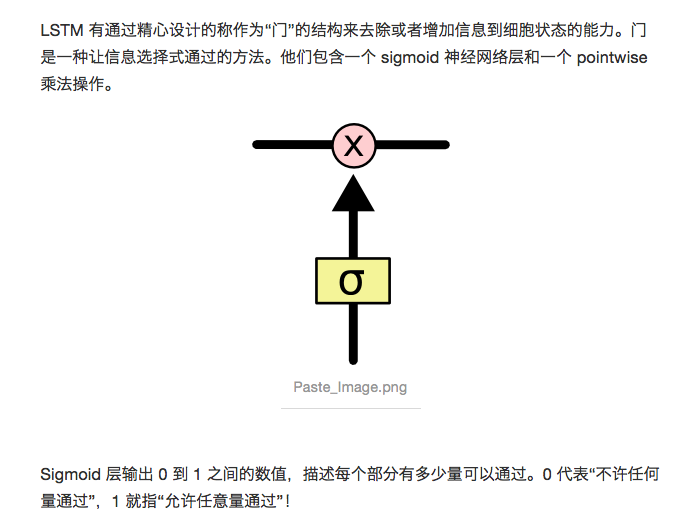 LSTM 有通过精心设计的称作为“门”的结构来去除或者增加信息到细胞状态的能力。门
是一种让信息选择式通过的方法。他们包含一个 sigmoid 神经网络层和一个 pointwise
乘法操作。
X
σ
Paste_Image.png
Sigmoid 层输出 0 到 1 之间的数值，描述每个部分有多少量可以通过。0 代表“不许任何
量通过”，1 就指“允许任意量通过”！